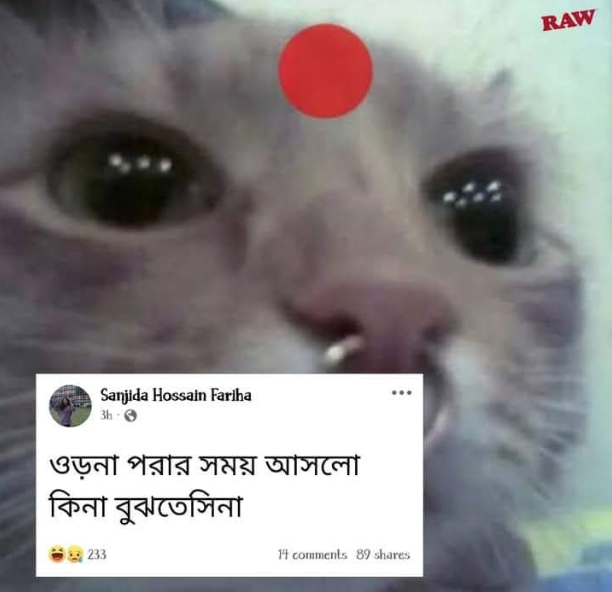 RAW
Sanjida Hossain Fariha
3h ·
ওড়না পরার সময় আসলো
কিনা বুঝতেসিনা
233
14 comments 89 shares